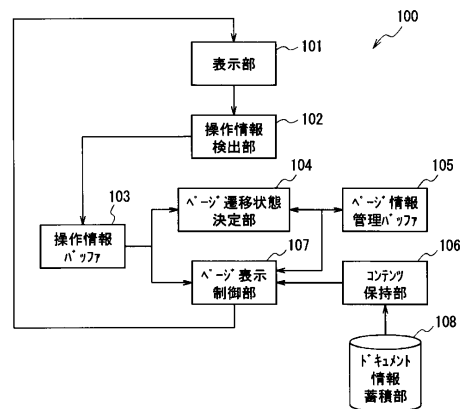 100
101
表示部
102
操作情報
検出部
104
ページ遷移状態
決定部
105
ページ情報
管理バッファ
103
操作情報
バッファ
107
ページ表示
制御部
106
コンテンツ
保持部
108
ドキュメント
情報
蓄積部